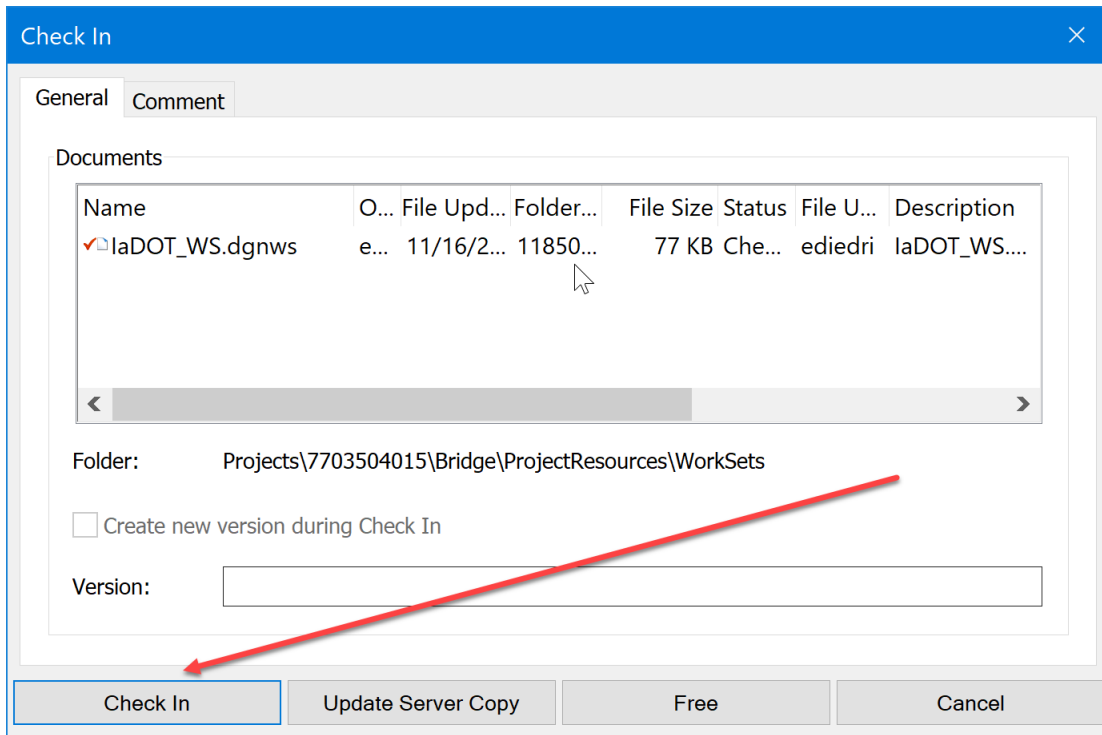 Check In
General Comment
Documents
Name O... File Upd... Folder... File Size Status File U... Description
IaDOT_WS.dgnws e... 11/16/2... 11850... 77 KB Che... ediedri IaDOT_WS....
Folder: Projects\7703504015\Bridge\ProjectResources\WorkSets
Create new version during Check In
Version:
Check In Update Server Copy Free Cancel